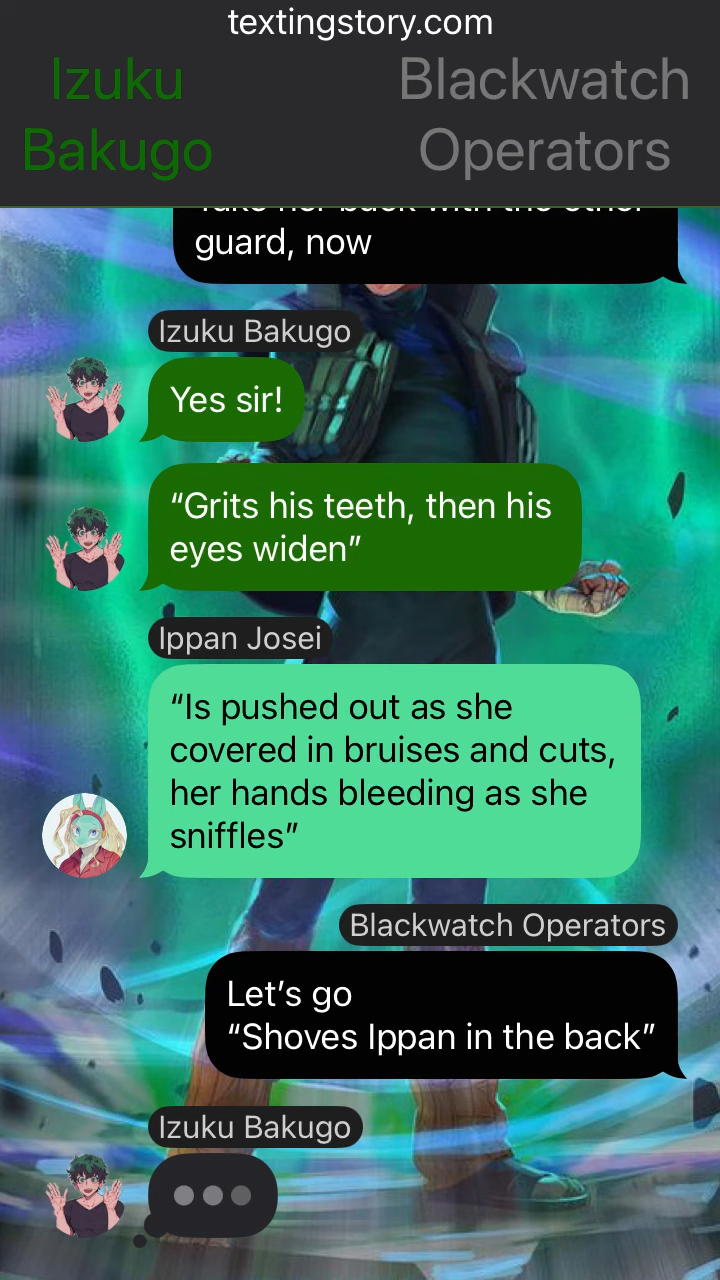 textingstory.com
Izuku
Bakugo
Blackwatch
Operators
guard, now
Izuku Bakugo
Yes sir!
“Grits his teeth, then his
eyes widen”
Ippan Josei
“Is pushed out as she
covered in bruises and cuts,
her hands bleeding as she
sniffles”
Blackwatch Operators
Let’s go
“Shoves Ippan in the back”
Izuku Bakugo